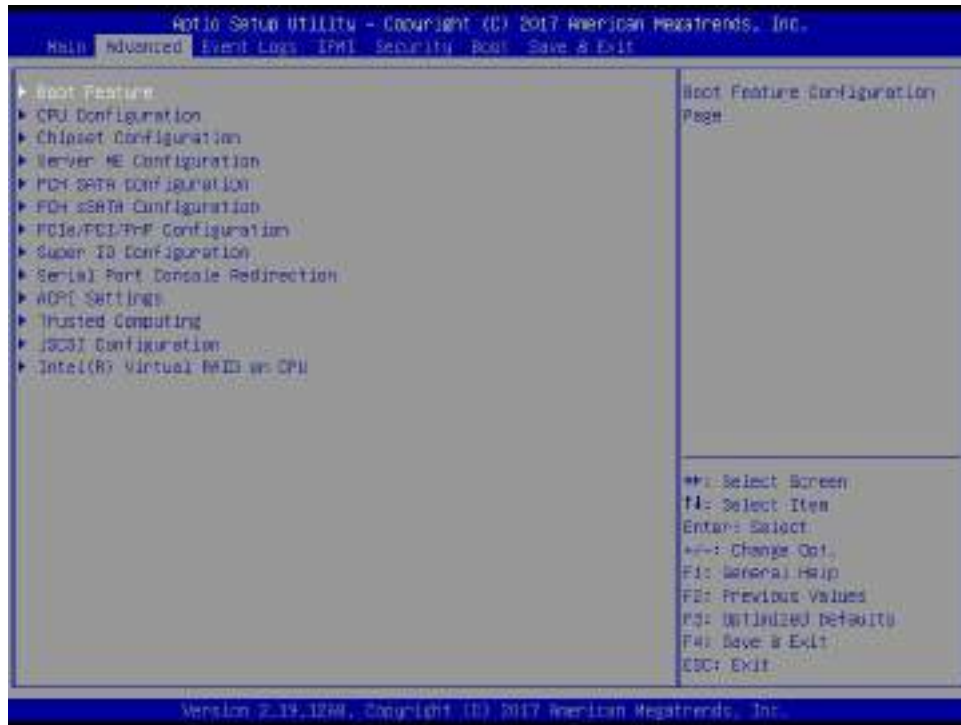 Aptio Setup Utility - Copyright (C) 2017 American Megatrends, Inc.
Main Advanced Event Logs IPMI Security Boot Save & Exit
Boot Feature
CPU Configuration
Chipset Configuration
Server ME Configuration
PCH SATA Configuration
PCH sSATA Configuration
PCIe/PCI/PnP Configuration
Super IO Configuration
Serial Port Console Redirection
ACPI Settings
Trusted Computing
iSCSI Configuration
Intel(R) Virtual RAID on CPU
Boot Feature Configuration
Page
: Select Screen
↑↓: Select Item
Enter: Select
+/-: Change Opt.
F1: General Help
F2: Previous Values
F3: Optimized Defaults
F4: Save & Exit
ESC: Exit
Version Copyright (C) 2017 American Megatrends, Inc.